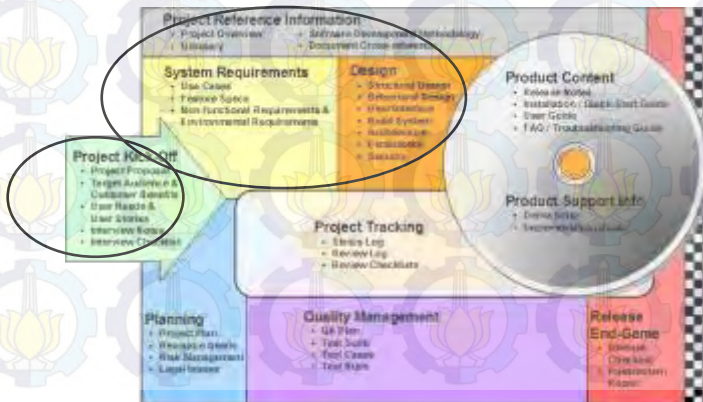 Project Reference Information
Project Overview
Glossary
Software Development Methodology
Document Cross-reference
System Requirements
Use Cases
Feature Specs
Non Functional Requirements &
Environmental Requirements
Design
Structural Design
Behavioral Design
User Interface
Build System
Architecture
Persistence
Security
Product Content
Release Notes
Installation / Quick Start Guide
User Guide
FAQ / Troubleshooting Guide
Project Kick-Off
Project Proposal
Target Audience &
Customer Benefits
User Needs &
User Stories
Interview Notes
Interview Checklist
Product Support Info
Demo Script
Project Tracking
Status Log
Review Log
Review Checklists
Planning
Project Plan
Resource Needs
Risk Management
Legal Issues
Quality Management
QA Plan
Test Suite
Test Cases
Test Runs
Release
End-Game
Release
Checklist
Postmortem
Report